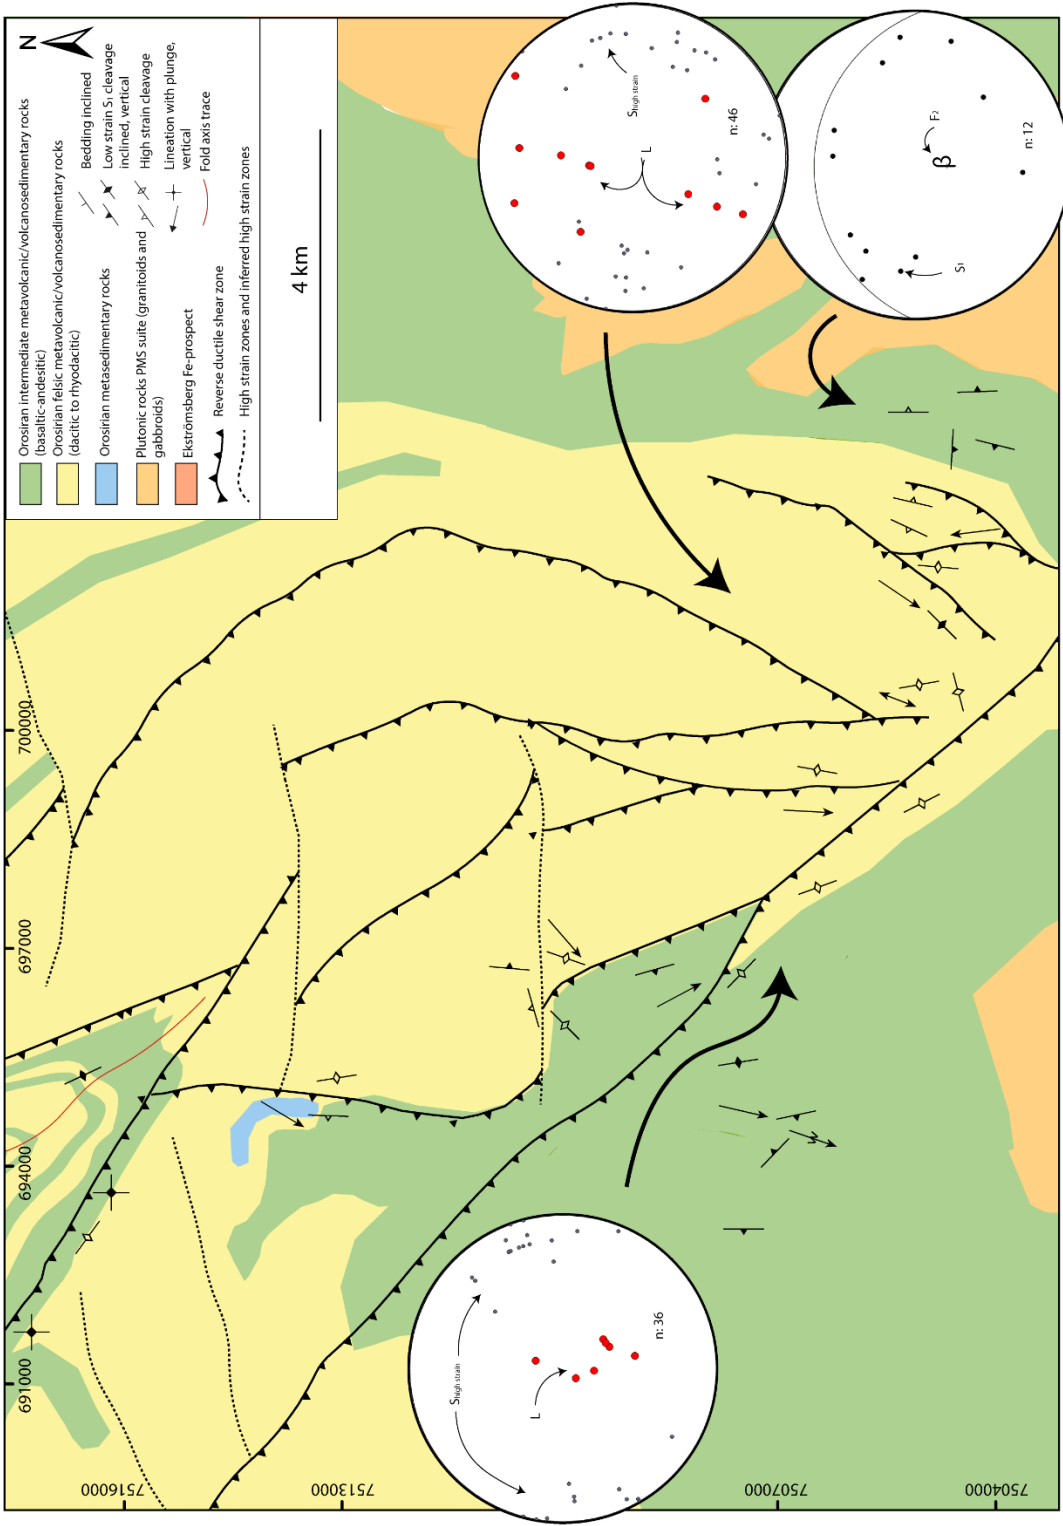 N
Orosiran intermediate metavolcanic/volcanosedimentary rocks
(basaltic-andesitic)
Orosirian felsic metavolcanic/volcanosedimentary rocks
(dacitic to rhyodacitic)
Orosirian metasedimentary rocks
Plutonic rocks PMS suite (granitoids and
gabbroids)
Ekströmsberg Fe-prospect
Reverse ductile shear zone
High strain zones and inferred high strain zones
Bedding inclined
Low strain S₁ cleavage
inclined, vertical
High strain cleavage
Lineation with plunge,
vertical
Fold axis trace
4 km
691000
694000
697000
700000
7516000
7513000
7507000
7504000
Shigh strain
L
n: 36
Shigh strain
L
n: 46
β
F₂
S₁
n: 12